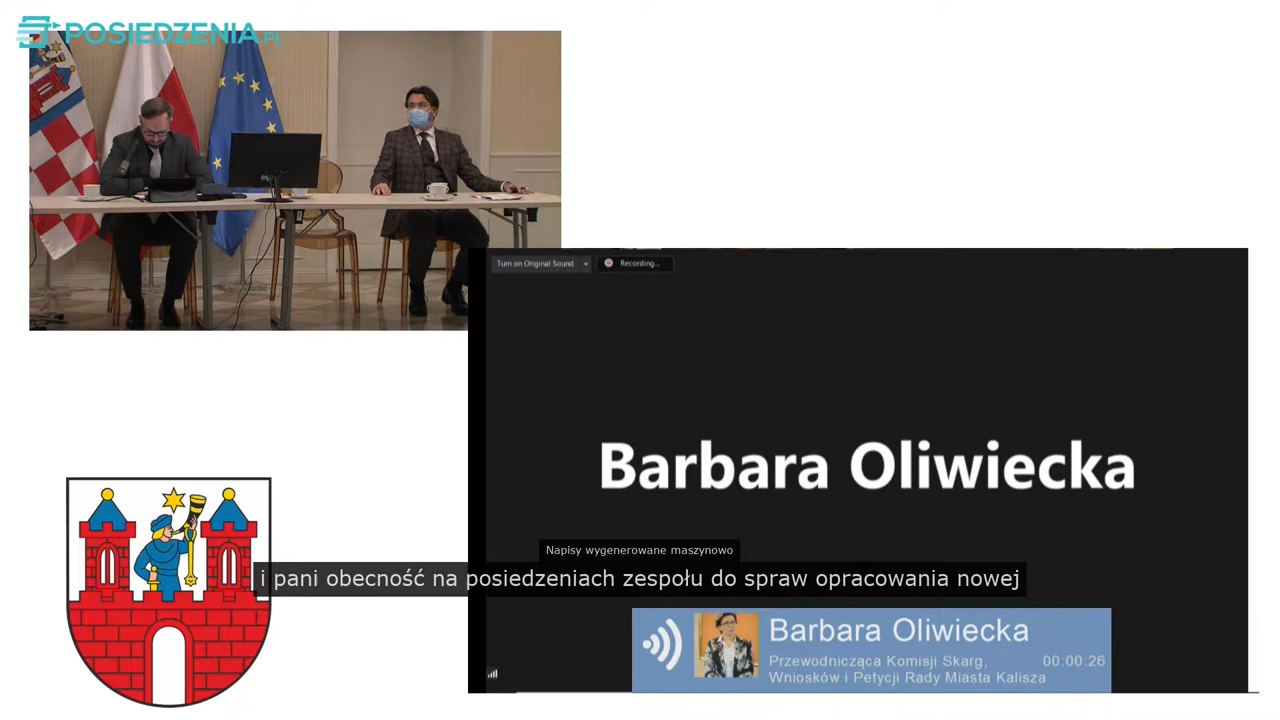 POSIEDZENIA.PL
Turn on Original Sound
Recording...
Barbara Oliwiecka
Napisy wygenerowane maszynowo
i pani obecność na posiedzeniach zespołu do spraw opracowania nowej
Barbara Oliwiecka
Przewodnicząca Komisji Skarg, 00:00:26
Wniosków i Petycji Rady Miasta Kalisza